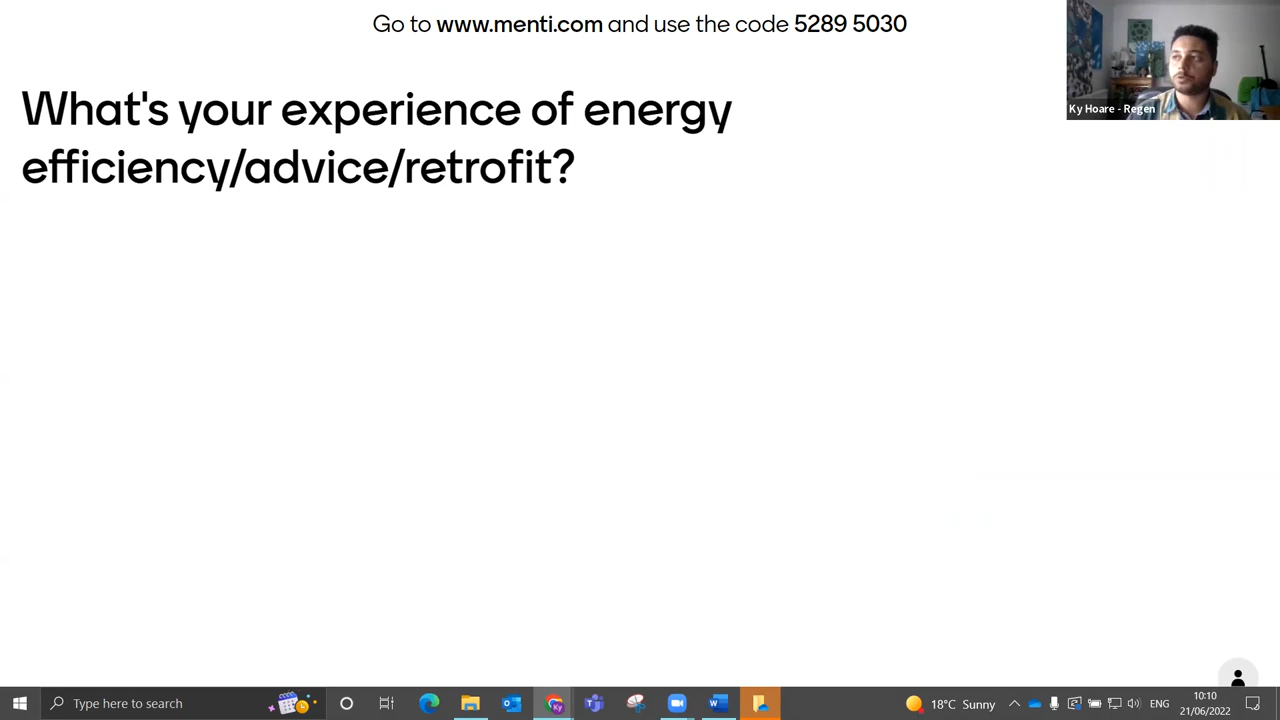 Go to www.menti.com and use the code 5289 5030
What's your experience of energy
efficiency/advice/retrofit?
Ky Hoare - Regen
Type here to search
18°C Sunny
ENG
10:10
21/06/2022